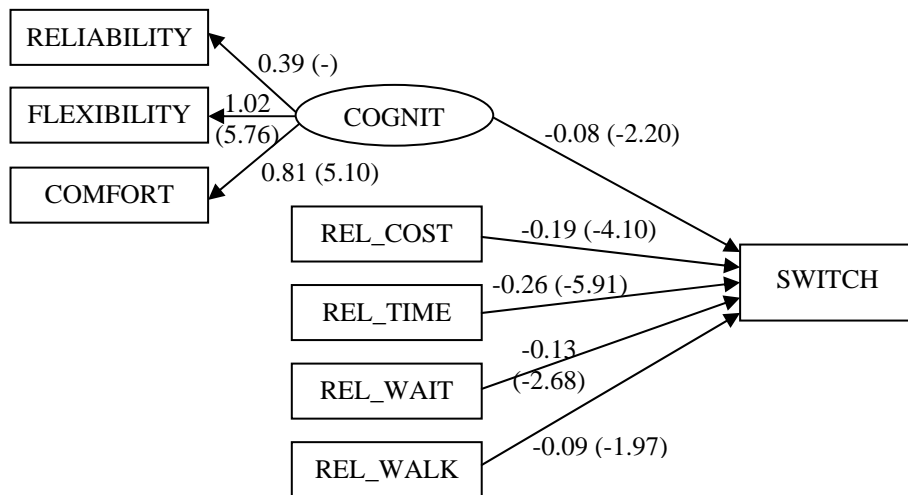 RELIABILITY
0.39 (-)
FLEXIBILITY
1.02
(5.76)
COGNIT
-0.08 (-2.20)
COMFORT
0.81 (5.10)
REL_COST
-0.19 (-4.10)
SWITCH
REL_TIME
-0.26 (-5.91)
REL_WAIT
-0.13
(-2.68)
REL_WALK
-0.09 (-1.97)